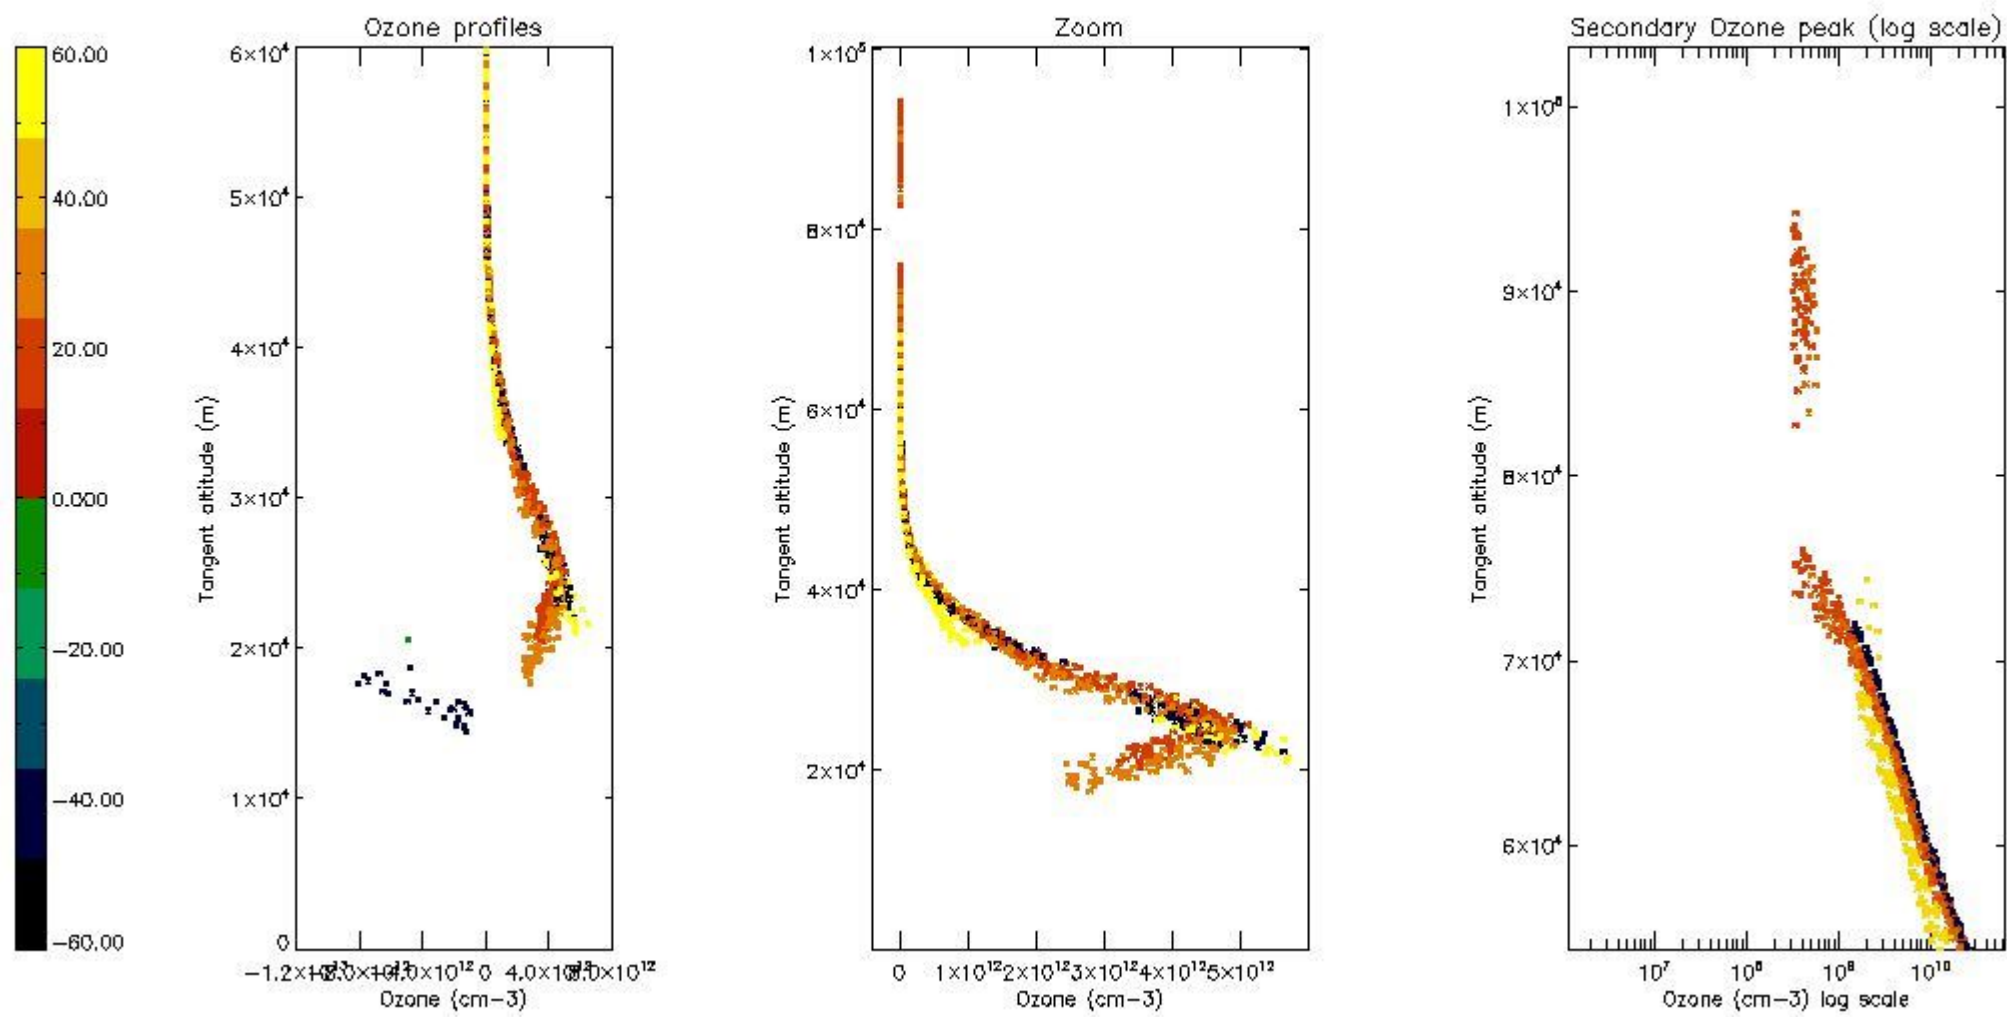 Ozone profiles
Zoom
Secondary Ozone peak (log scale)
60.00
40.00
20.00
-20.00
-40.00
-60.00
6×10⁴
5×10⁴
4×10⁴
3×10⁴
2×10⁴
1×10⁴
0
Tangent altitude (m)
0
Ozone (cm-3)
1×10⁵
8×10⁴
6×10⁴
4×10⁴
2×10⁴
Tangent altitude (m)
0 1×10¹² 2×10¹² 3×10¹² 4×10¹² 5×10¹²
Ozone (cm-3)
9×10⁴
8×10⁴
7×10⁴
6×10⁴
Tangent altitude (m)
10⁷ 10⁹ 10¹⁰
Ozone (cm-3) log scale